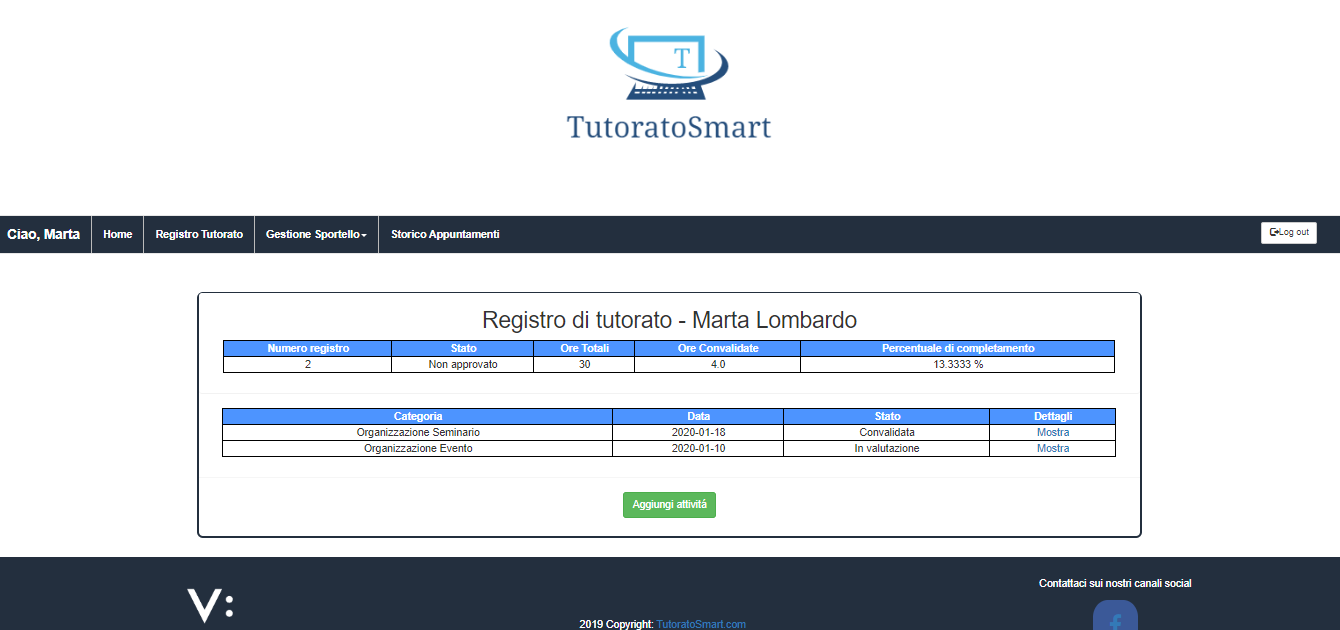 T
TutoratoSmart
Ciao, Marta Home Registro Tutorato Gestione Sportello Storico Appuntamenti Log out
Registro di tutorato - Marta Lombardo
Numero registro Stato Ore Totali Ore Convalidate Percentuale di completamento
2 Non approvato 30 4.0 13.3333 %
Categoria Data Stato Dettagli
Organizzazione Seminario 2020-01-18 Convalidata Mostra
Organizzazione Evento 2020-01-10 In valutazione Mostra
Aggiungi attivitá
Contattaci sui nostri canali social
V:
2019 Copyright: TutoratoSmart.com